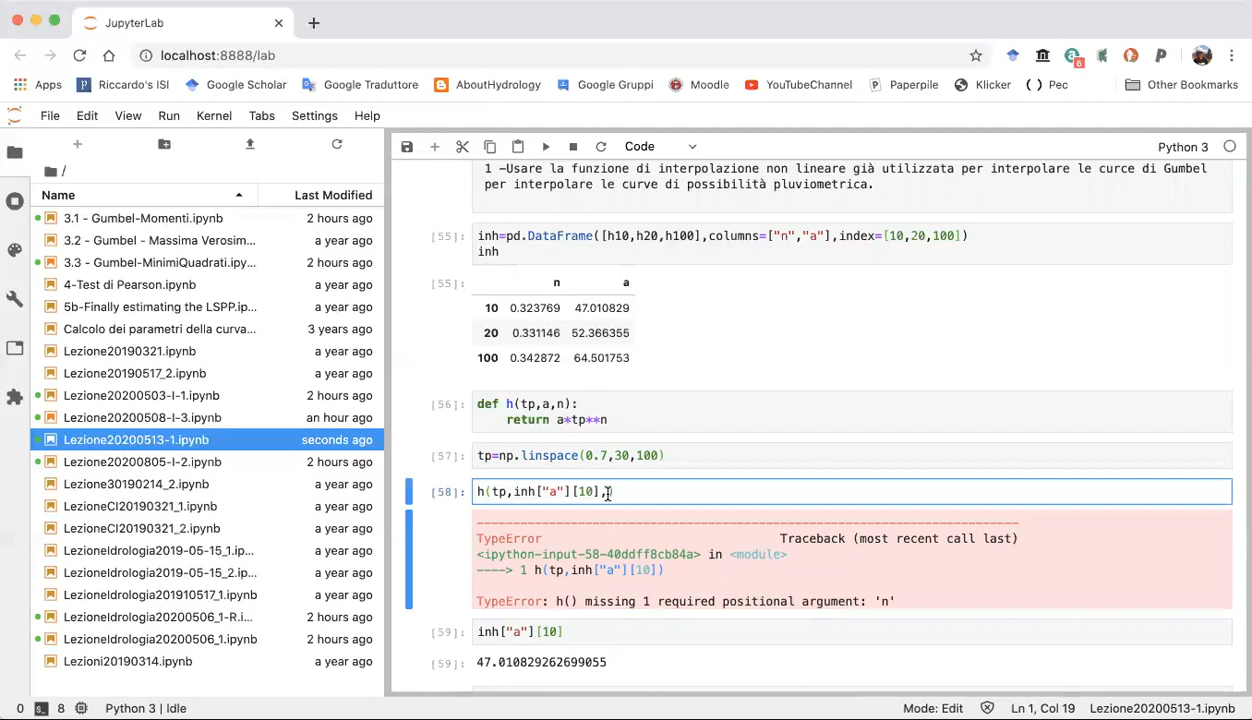 JupyterLab
localhost:8888/lab
6
Apps Riccardo's ISI Google Scholar Google Traduttore AboutHydrology Google Gruppi Moodle YouTubeChannel Paperpile Klicker Pec Other Bookmarks
File Edit View Run Kernel Tabs Settings Help
Code Python 3
/
Name Last Modified
3.1 - Gumbel-Momenti.ipynb 2 hours ago
3.2 - Gumbel - Massima Verosim... a year ago
3.3 - Gumbel-MinimiQuadrati.ipy... 2 hours ago
4-Test di Pearson.ipynb a year ago
5b-Finally estimating the LSPP.ip... a year ago
Calcolo dei parametri della curva... 3 years ago
Lezione20190321.ipynb a year ago
Lezione20190517_2.ipynb a year ago
Lezione20200503-I-1.ipynb 2 hours ago
Lezione20200508-I-3.ipynb an hour ago
Lezione20200513-1.ipynb seconds ago
Lezione20200805-I-2.ipynb 2 hours ago
Lezione30190214_2.ipynb a year ago
LezioneCI20190321_1.ipynb a year ago
LezioneCI20190328_1.ipynb a year ago
LezioneIdrologia2019-05-15_1.ip... a year ago
LezioneIdrologia2019-05-15_2.ip... a year ago
LezioneIdrologia201910517_1.ipynb a year ago
LezioneIdrologia20200506_1-R.i... 2 hours ago
LezioneIdrologia20200506_1.ipynb 2 hours ago
Lezioni20190314.ipynb a year ago
1 -Usare la funzione di interpolazione non lineare già utilizzata per interpolare le curce di Gumbel
per interpolare le curve di possibilità pluviometrica.
[55]: inh=pd.DataFrame([h10,h20,h100],columns=["n","a"],index=[10,20,100])
inh
[55]: n a
10 0.323769 47.010829
20 0.331146 52.366355
100 0.342872 64.501753
[56]: def h(tp,a,n):
return a*tp**n
[57]: tp=np.linspace(0.7,30,100)
[58]: h(tp,inh["a"][10],)
---------------------------------------------------------------------------
TypeError Traceback (most recent call last)
<ipython-input-58-40ddff8cb84a> in <module>
----> 1 h(tp,inh["a"][10])
TypeError: h() missing 1 required positional argument: 'n'
[59]: inh["a"][10]
[59]: 47.010829262699055
0 8 Python 3 | Idle Mode: Edit Ln 1, Col 19 Lezione20200513-1.ipynb